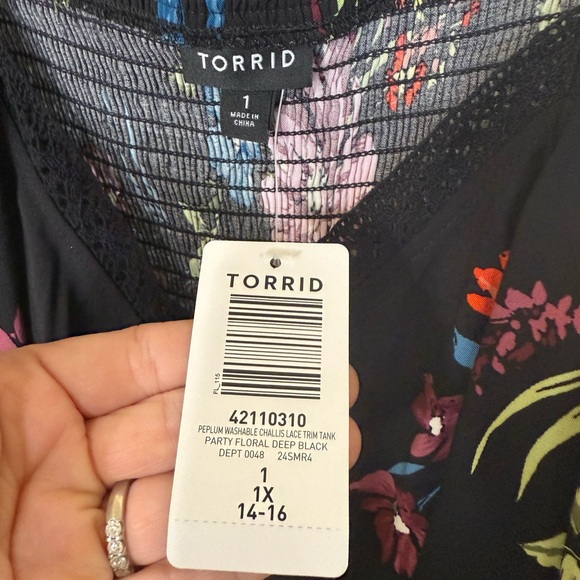 TORRID
1
MADE IN
CHINA
TORRID
FL_115
42110310
PEPLUM WASHABLE CHALLIS LACE TRIM TANK
PARTY FLORAL DEEP BLACK
DEPT 0048 24SMR4
1
1X
14-16